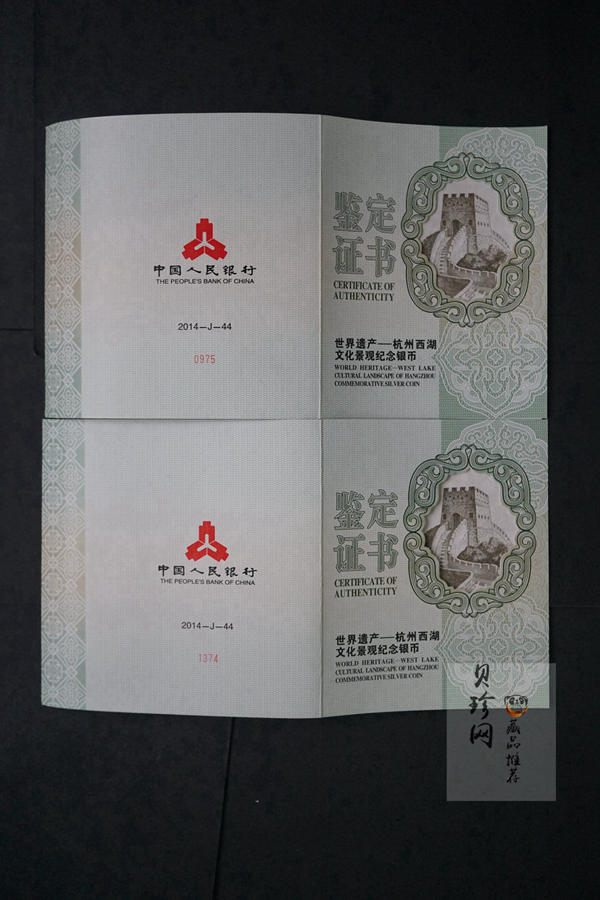 中国人民银行
THE PEOPLE'S BANK OF CHINA
2014-J-44
0975
鉴定
证书
CERTIFICATE OF
AUTHENTICITY
世界遗产——杭州西湖
文化景观纪念银币
WORLD HERITAGE—WEST LAKE
CULTURAL LANDSCAPE OF HANGZHOU
COMMEMORATIVE SILVER COIN
中国人民银行
THE PEOPLE'S BANK OF CHINA
2014-J-44
1374
鉴定
证书
CERTIFICATE OF
AUTHENTICITY
世界遗产——杭州西湖
文化景观纪念银币
WORLD HERITAGE—WEST LAKE
CULTURAL LANDSCAPE OF HANGZHOU
COMMEMORATIVE SILVER COIN
贝珍网
藏品推荐